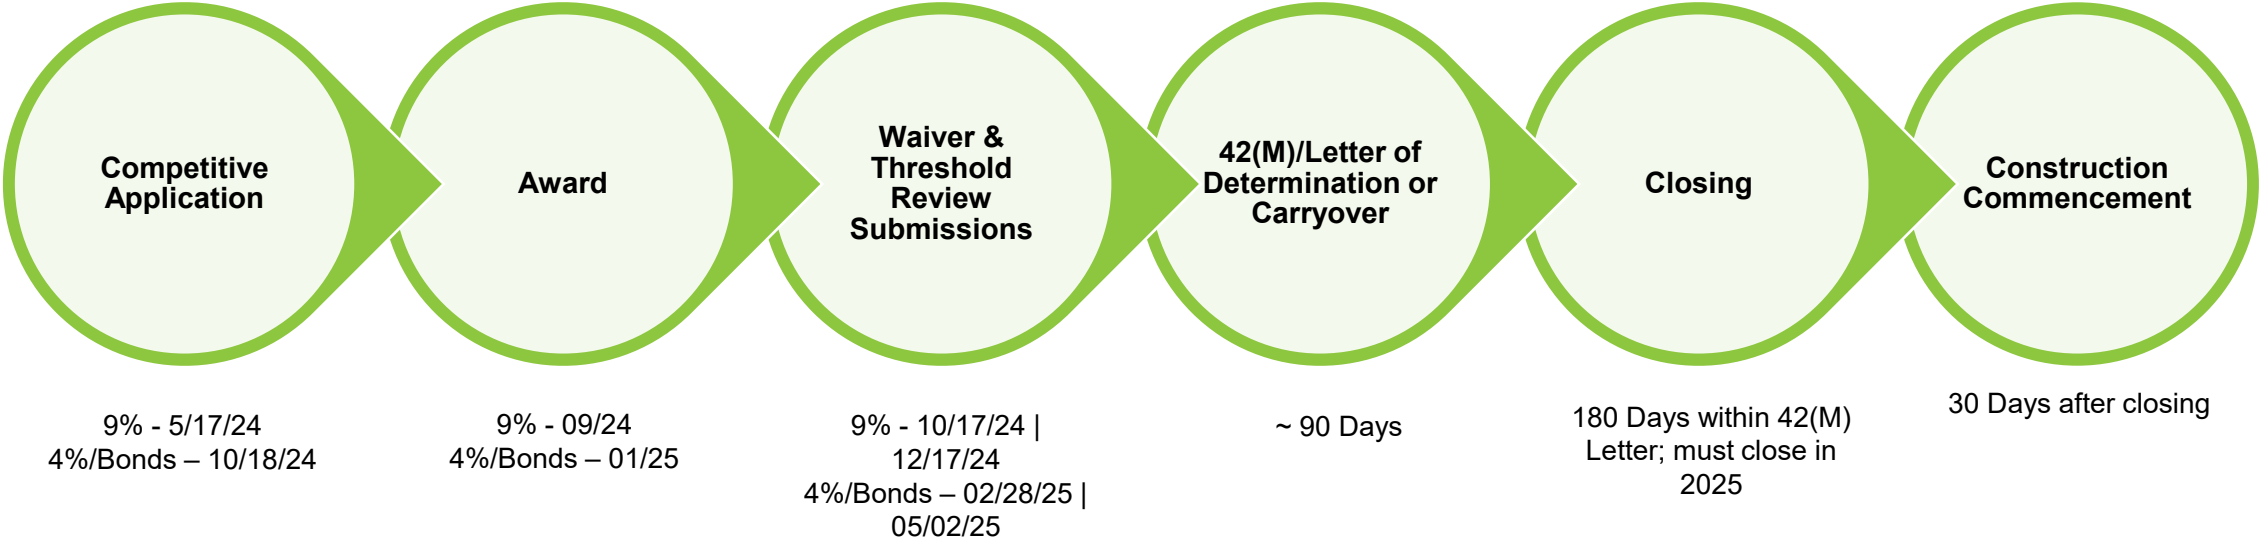 Competitive
Application
Award
Waiver &
Threshold
Review
Submissions
42(M)/Letter of
Determination or
Carryover
Closing
Construction
Commencement
9% - 5/17/24
4%/Bonds – 10/18/24
9% - 09/24
4%/Bonds – 01/25
9% - 10/17/24 |
12/17/24
4%/Bonds – 02/28/25 |
05/02/25
~ 90 Days
180 Days within 42(M)
Letter; must close in
2025
30 Days after closing